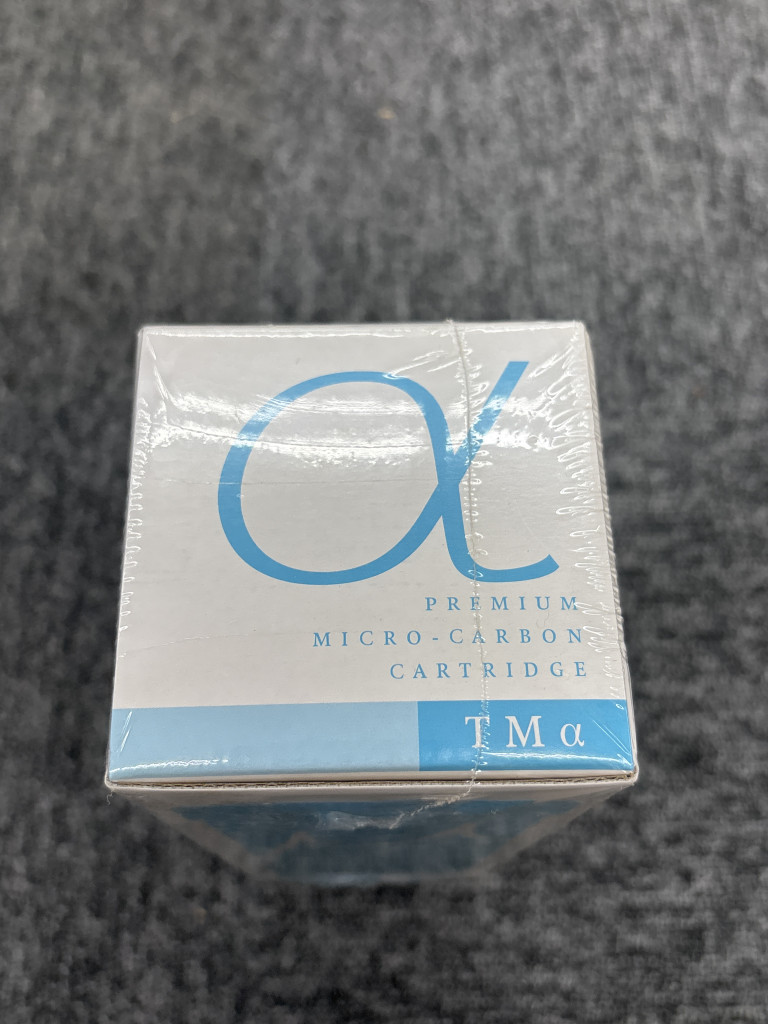 α
PREMIUM
MICRO-CARBON
CARTRIDGE
TMα